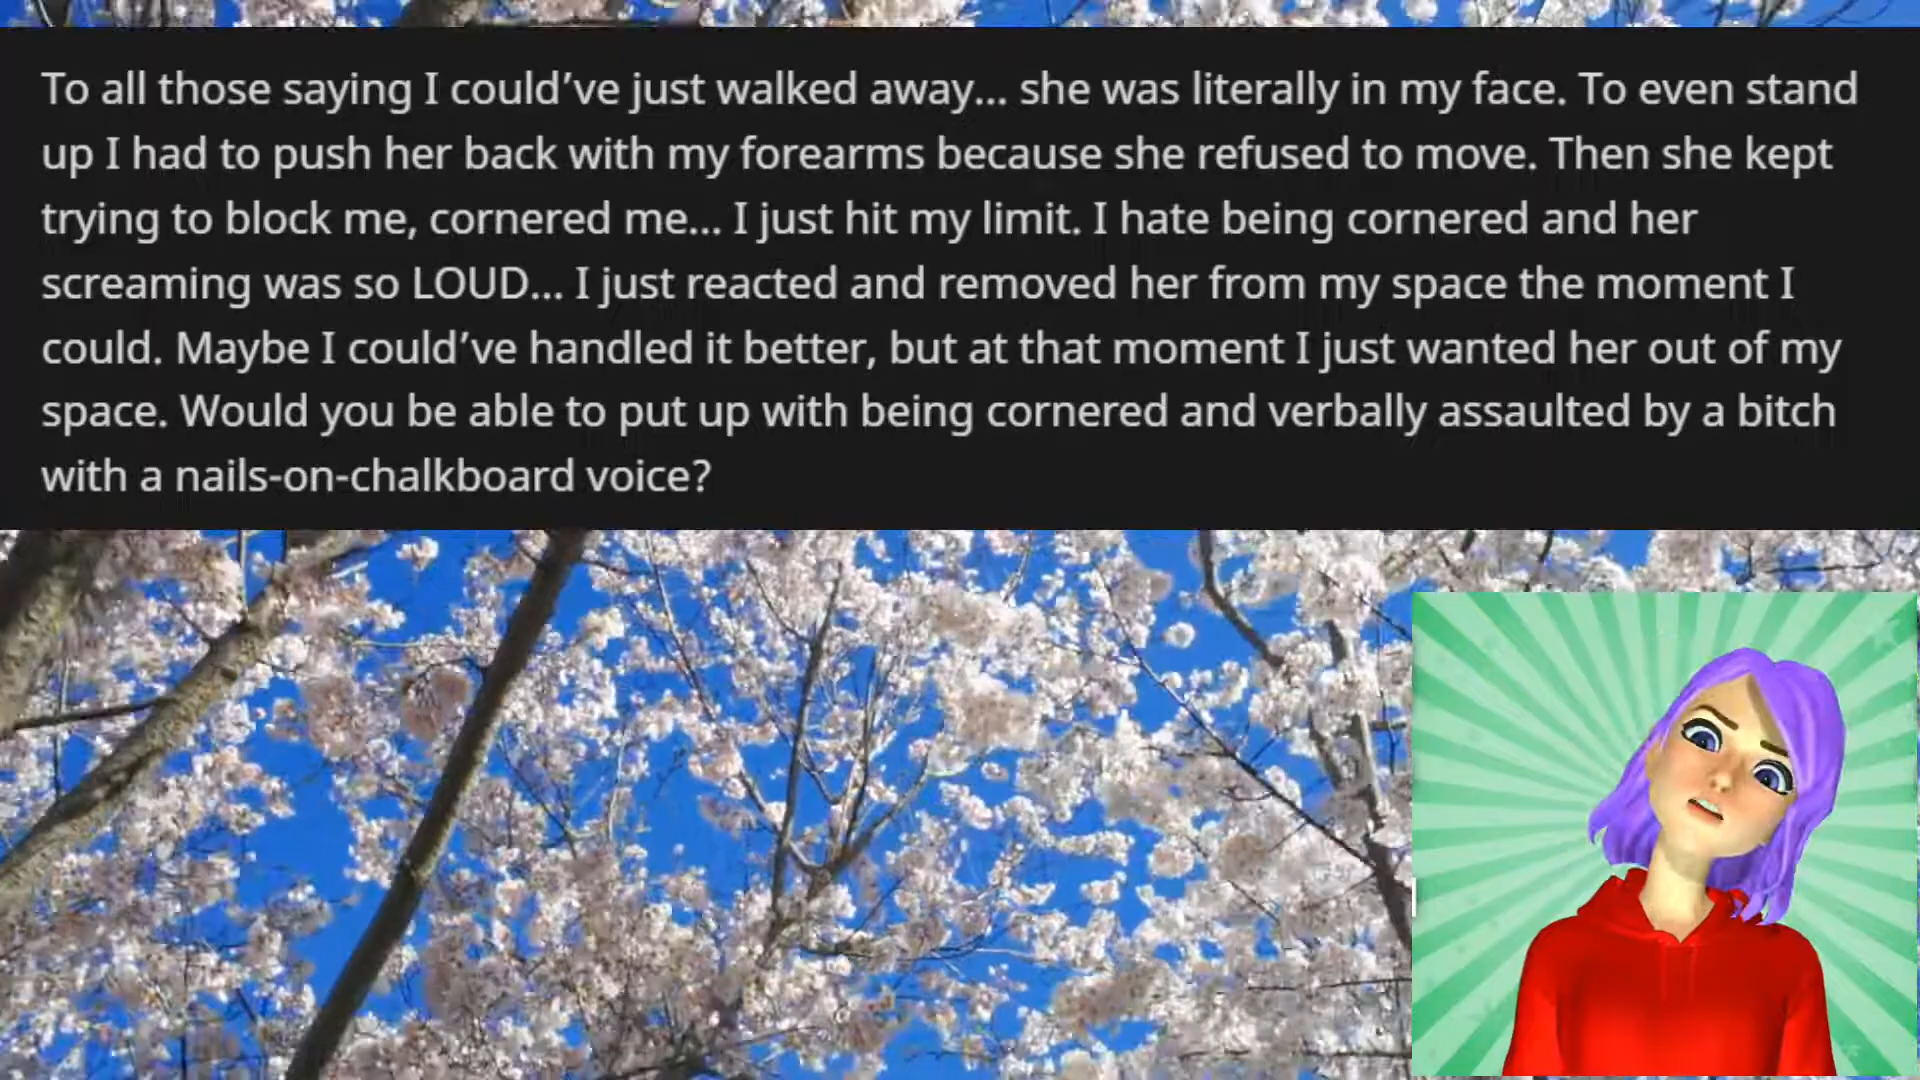 To all those saying I could’ve just walked away... she was literally in my face. To even stand
up I had to push her back with my forearms because she refused to move. Then she kept
trying to block me, cornered me... I just hit my limit. I hate being cornered and her
screaming was so LOUD... I just reacted and removed her from my space the moment I
could. Maybe I could’ve handled it better, but at that moment I just wanted her out of my
space. Would you be able to put up with being cornered and verbally assaulted by a bitch
with a nails-on-chalkboard voice?